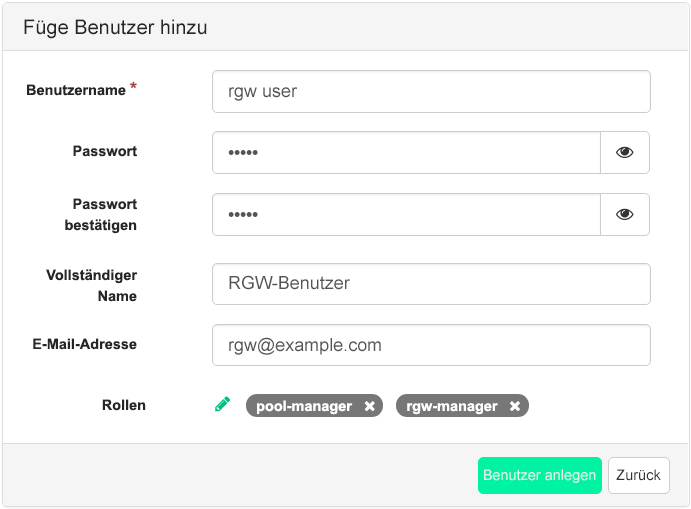 Füge Benutzer hinzu
Benutzername *
rgw user
Passwort
•••••
Passwort
bestätigen
•••••
Vollständiger
Name
RGW-Benutzer
E-Mail-Adresse
rgw@example.com
Rollen
pool-manager ✖ rgw-manager ✖
Benutzer anlegen Zurück